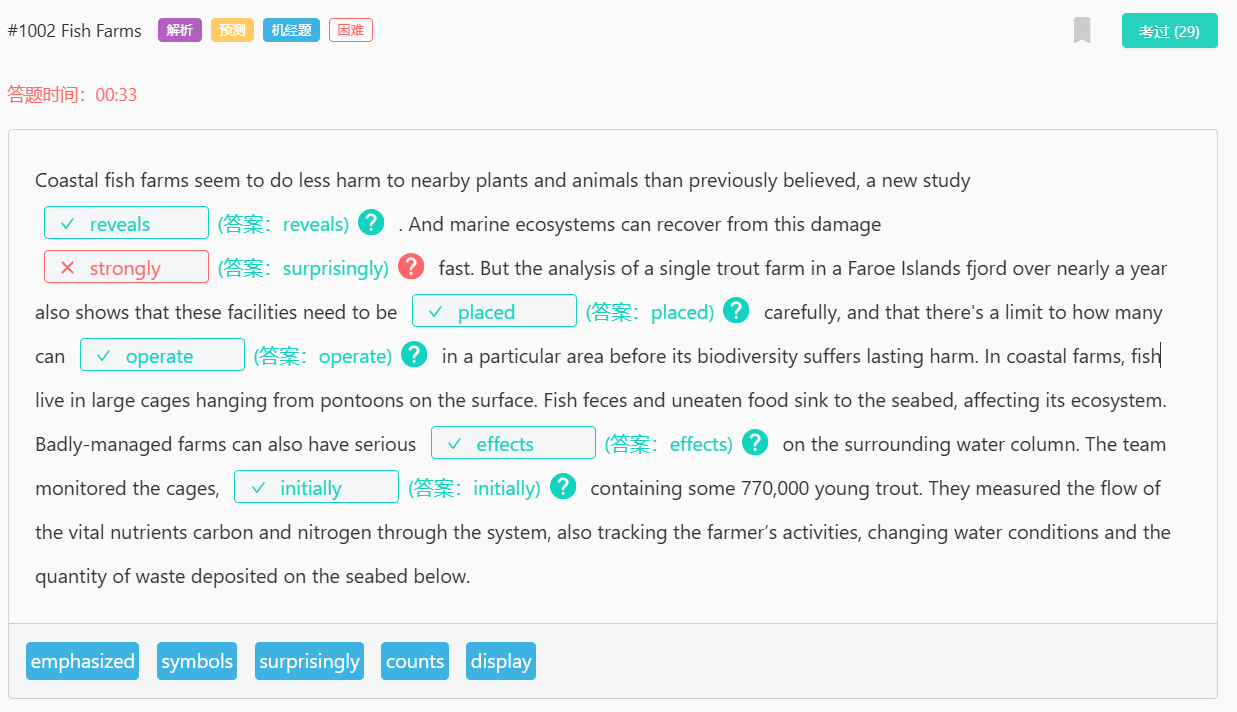 #1002 Fish Farms 解析 预测 机经题 困难 考过 (29)
答题时间：00:33
Coastal fish farms seem to do less harm to nearby plants and animals than previously believed, a new study
reveals (答案：reveals) ? . And marine ecosystems can recover from this damage
strongly (答案：surprisingly) ? fast. But the analysis of a single trout farm in a Faroe Islands fjord over nearly a year
also shows that these facilities need to be placed (答案：placed) ? carefully, and that there's a limit to how many
can operate (答案：operate) ? in a particular area before its biodiversity suffers lasting harm. In coastal farms, fish
live in large cages hanging from pontoons on the surface. Fish feces and uneaten food sink to the seabed, affecting its ecosystem.
Badly-managed farms can also have serious effects (答案：effects) ? on the surrounding water column. The team
monitored the cages, initially (答案：initially) ? containing some 770,000 young trout. They measured the flow of
the vital nutrients carbon and nitrogen through the system, also tracking the farmer’s activities, changing water conditions and the
quantity of waste deposited on the seabed below.
emphasized symbols surprisingly counts display